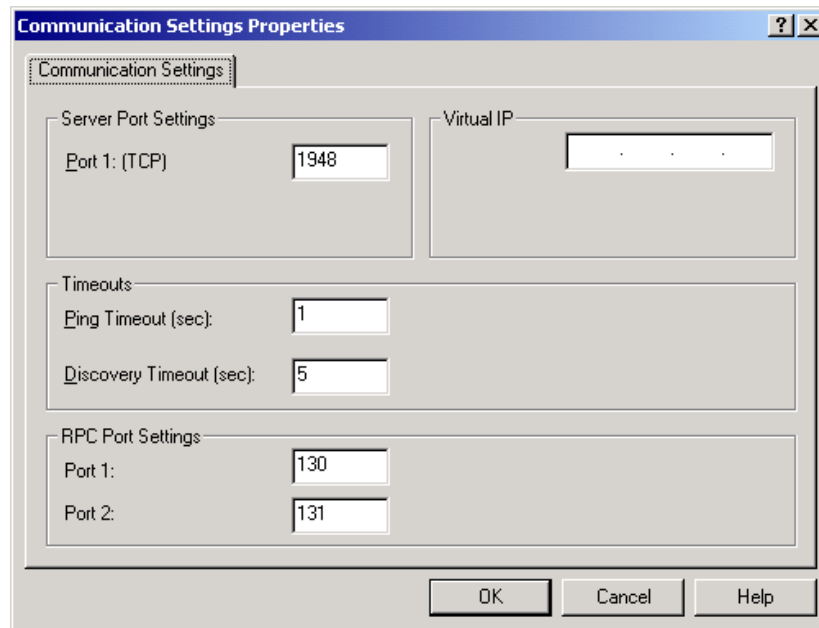 Communication Settings Properties
Communication Settings
Server Port Settings
Port 1: (TCP) 1948
Virtual IP
. . .
Timeouts
Ping Timeout (sec): 1
Discovery Timeout (sec): 5
RPC Port Settings
Port 1: 130
Port 2: 131
OK Cancel Help